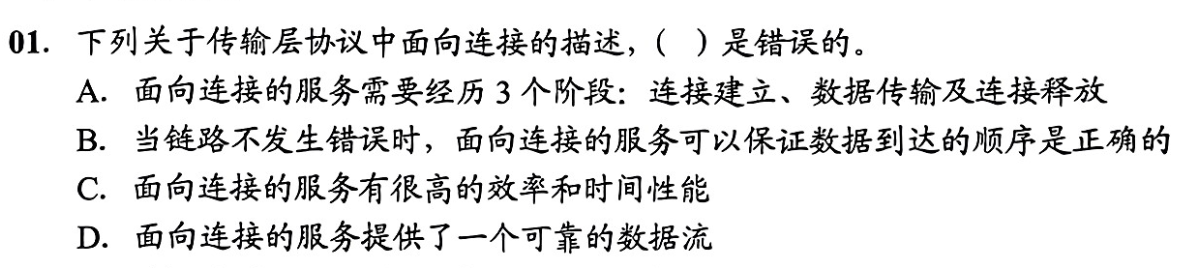 01. 下列关于传输层协议中面向连接的描述，（ ）是错误的。
A. 面向连接的服务需要经历 3 个阶段：连接建立、数据传输及连接释放
B. 当链路不发生错误时，面向连接的服务可以保证数据到达的顺序是正确的
C. 面向连接的服务有很高的效率和时间性能
D. 面向连接的服务提供了一个可靠的数据流